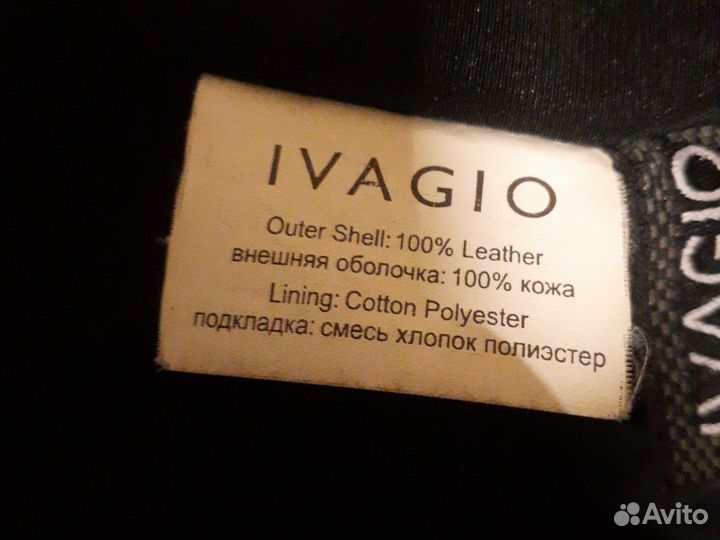 IVAGIO
Outer Shell: 100% Leather
внешняя оболочка: 100% кожа
Lining: Cotton Polyester
подкладка: смесь хлопок полиэстер
IVAGIO
Avito